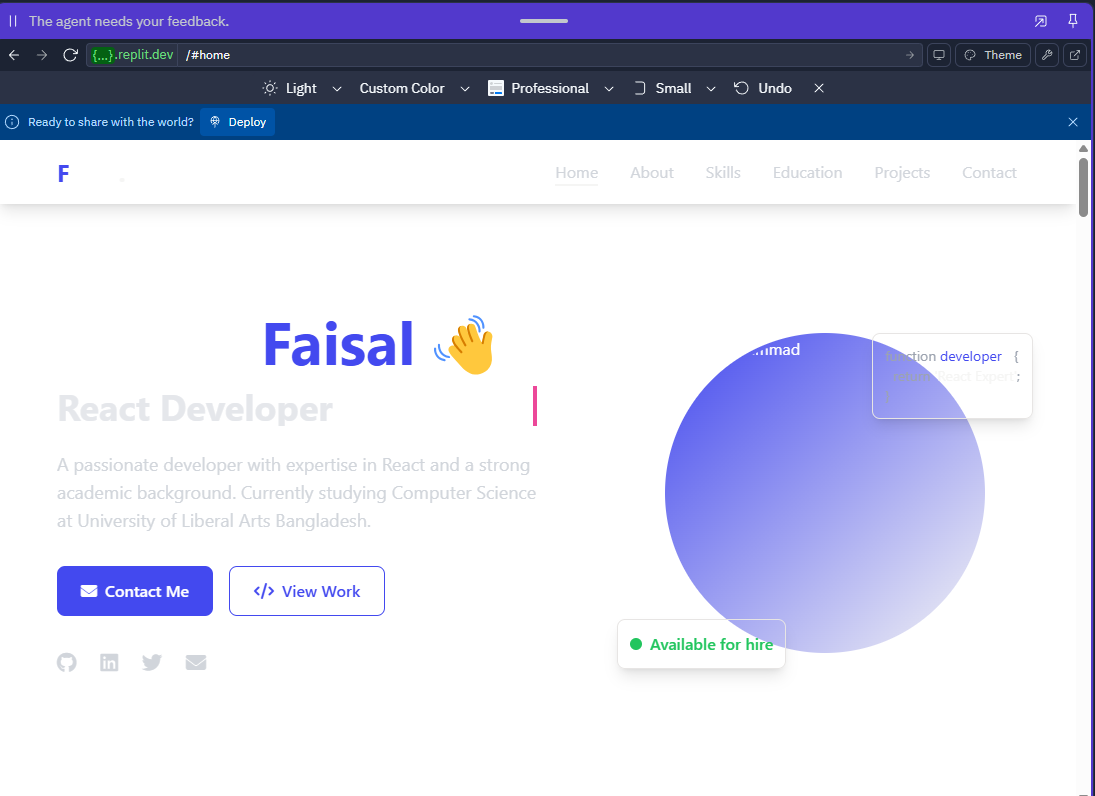 The agent needs your feedback.
{...}.replit.dev /#home Theme
Light Custom Color Professional Small Undo
Ready to share with the world? Deploy
F . Home About Skills Education Projects Contact
Faisal 👋
React Developer
A passionate developer with expertise in React and a strong
academic background. Currently studying Computer Science
at University of Liberal Arts Bangladesh.
Contact Me </> View Work
mmad
function developer {
return "React Expert";
}
Available for hire